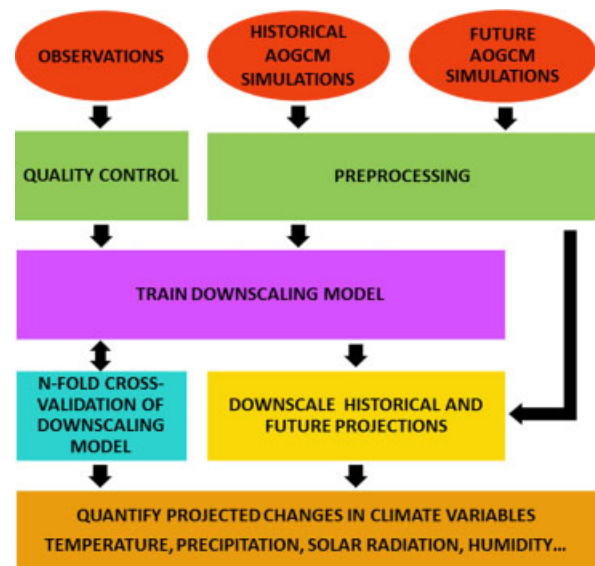 OBSERVATIONS
HISTORICAL
AOGCM
SIMULATIONS
FUTURE
AOGCM
SIMULATIONS
QUALITY CONTROL
PREPROCESSING
TRAIN DOWNSCALING MODEL
N-FOLD CROSS-
VALIDATION OF
DOWNSCALING
MODEL
DOWNSCALE HISTORICAL AND
FUTURE PROJECTIONS
QUANTIFY PROJECTED CHANGES IN CLIMATE VARIABLES
TEMPERATURE, PRECIPITATION, SOLAR RADIATION, HUMIDITY...